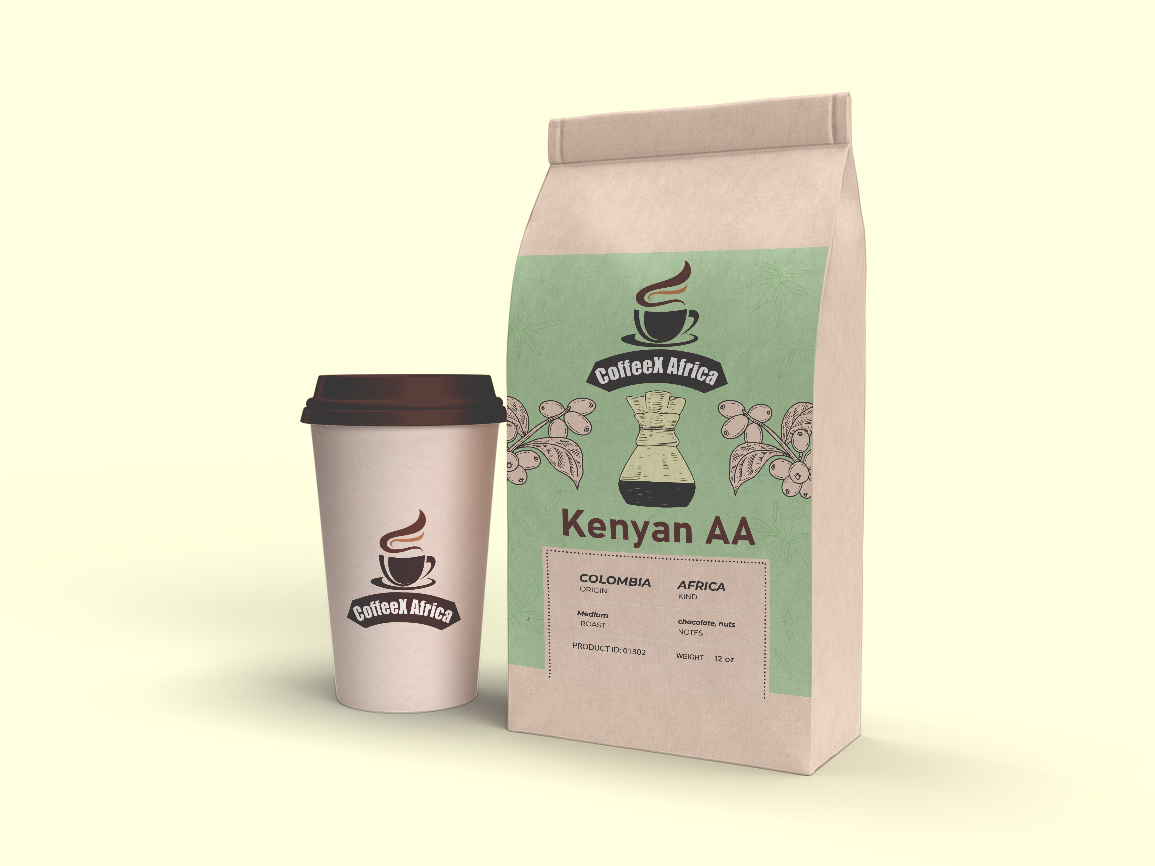 CoffeeX Africa
Kenyan AA
COLOMBIA
ORIGIN
AFRICA
KIND
Medium
ROAST
chocolate, nuts
NOTES
PRODUCT ID: 01802
WEIGHT 12 oz
CoffeeX Africa